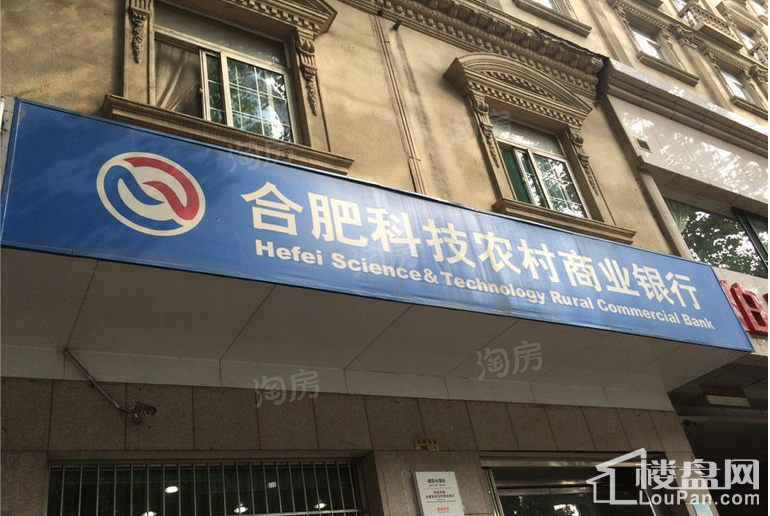 合肥科技农村商业银行
Hefei Science & Technology Rural Commercial Bank
淘房
淘房
淘房
楼盘网
LouPan.com